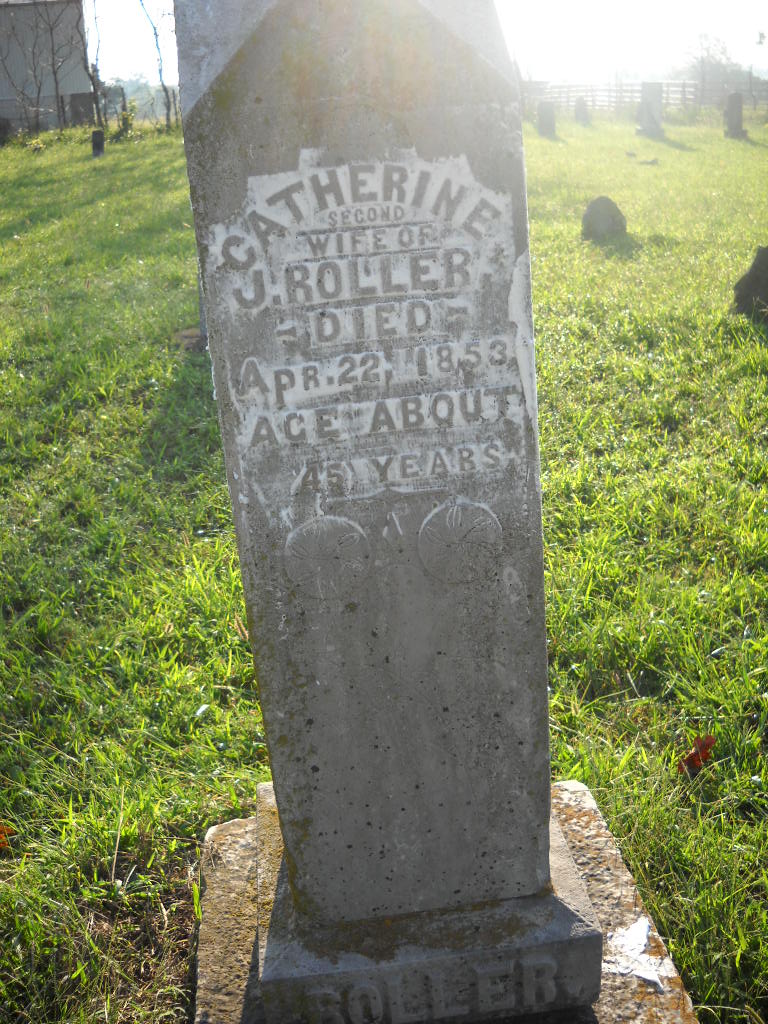 CATHERINE
SECOND
WIFE OF
J. ROLLER
DIED
APR. 22, 1853
AGE ABOUT
45 YEARS
ROLLER